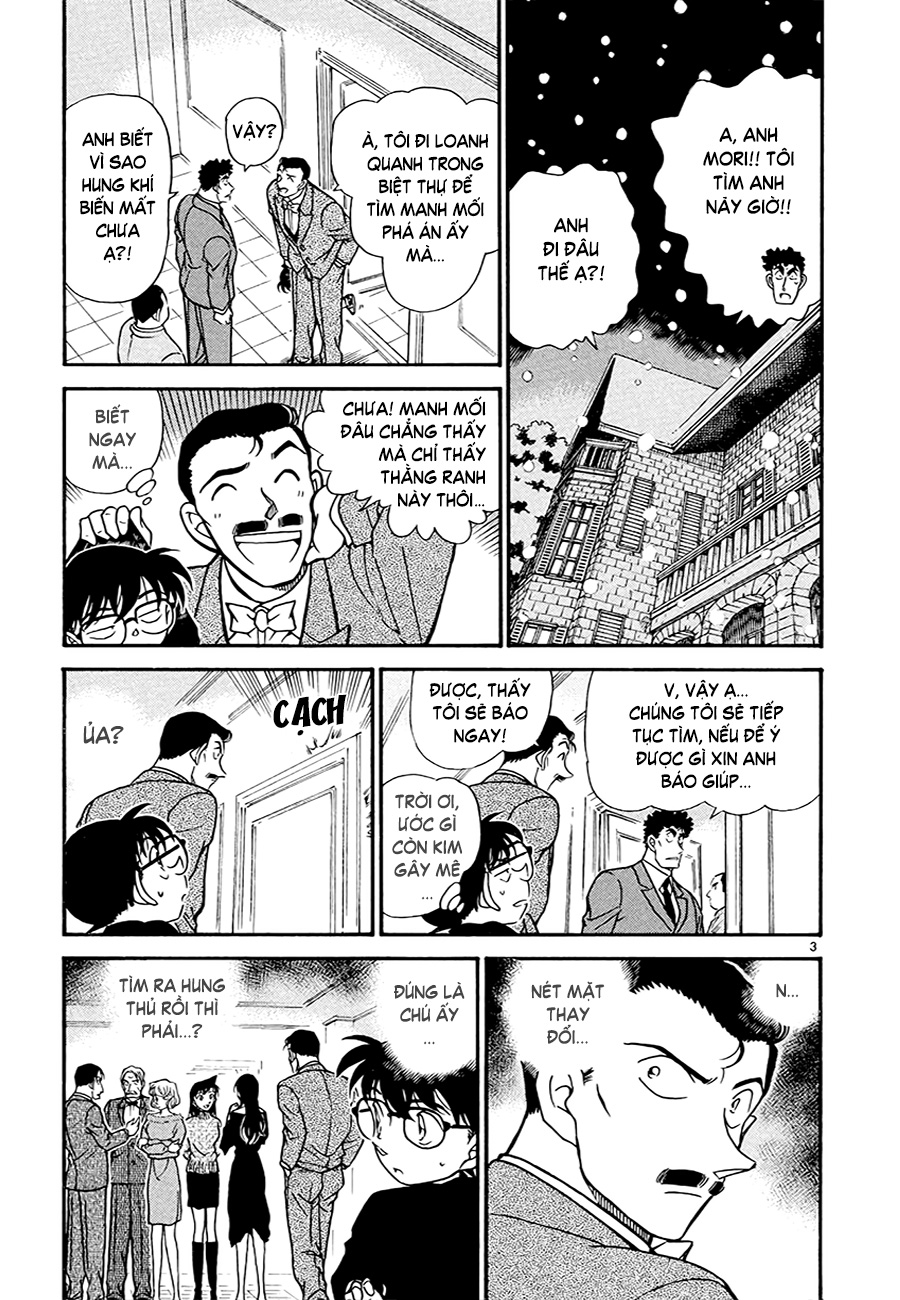 A, ANH
MORI!! TÔI
TÌM ANH
NẢY GIỜ!!
ANH
ĐI ĐÂU
THẾ Ạ?!
À, TÔI ĐI LOANH
QUANH TRONG
BIỆT THỰ ĐỂ
TÌM MANH MỐI
PHÁ ÁN ẤY
MÀ...
VẬY?
ANH BIẾT
VÌ SAO
HUNG KHÍ
BIẾN MẤT
CHƯA
Ạ?!
CHƯA! MANH MỐI
ĐÂU CHẲNG THẤY
MÀ CHỈ THẤY
THẰNG RANH
NÀY THÔI...
BIẾT
NGAY
MÀ...
V, VẬY Ạ...
CHÚNG TÔI SẼ TIẾP
TỤC TÌM, NẾU ĐỂ Ý
ĐƯỢC GÌ XIN ANH
BÁO GIÚP...
ĐƯỢC, THẤY
TÔI SẼ BÁO
NGAY!
TRỜI ƠI,
ƯỚC GÌ
CÒN KIM
GÂY MÊ
...
CẠCH
ỦA?
3
N...
NÉT MẶT
THAY
ĐỔI...
ĐÚNG LÀ
CHÚ ẤY
...
TÌM RA HUNG
THỦ RỒI THÌ
PHẢI...?